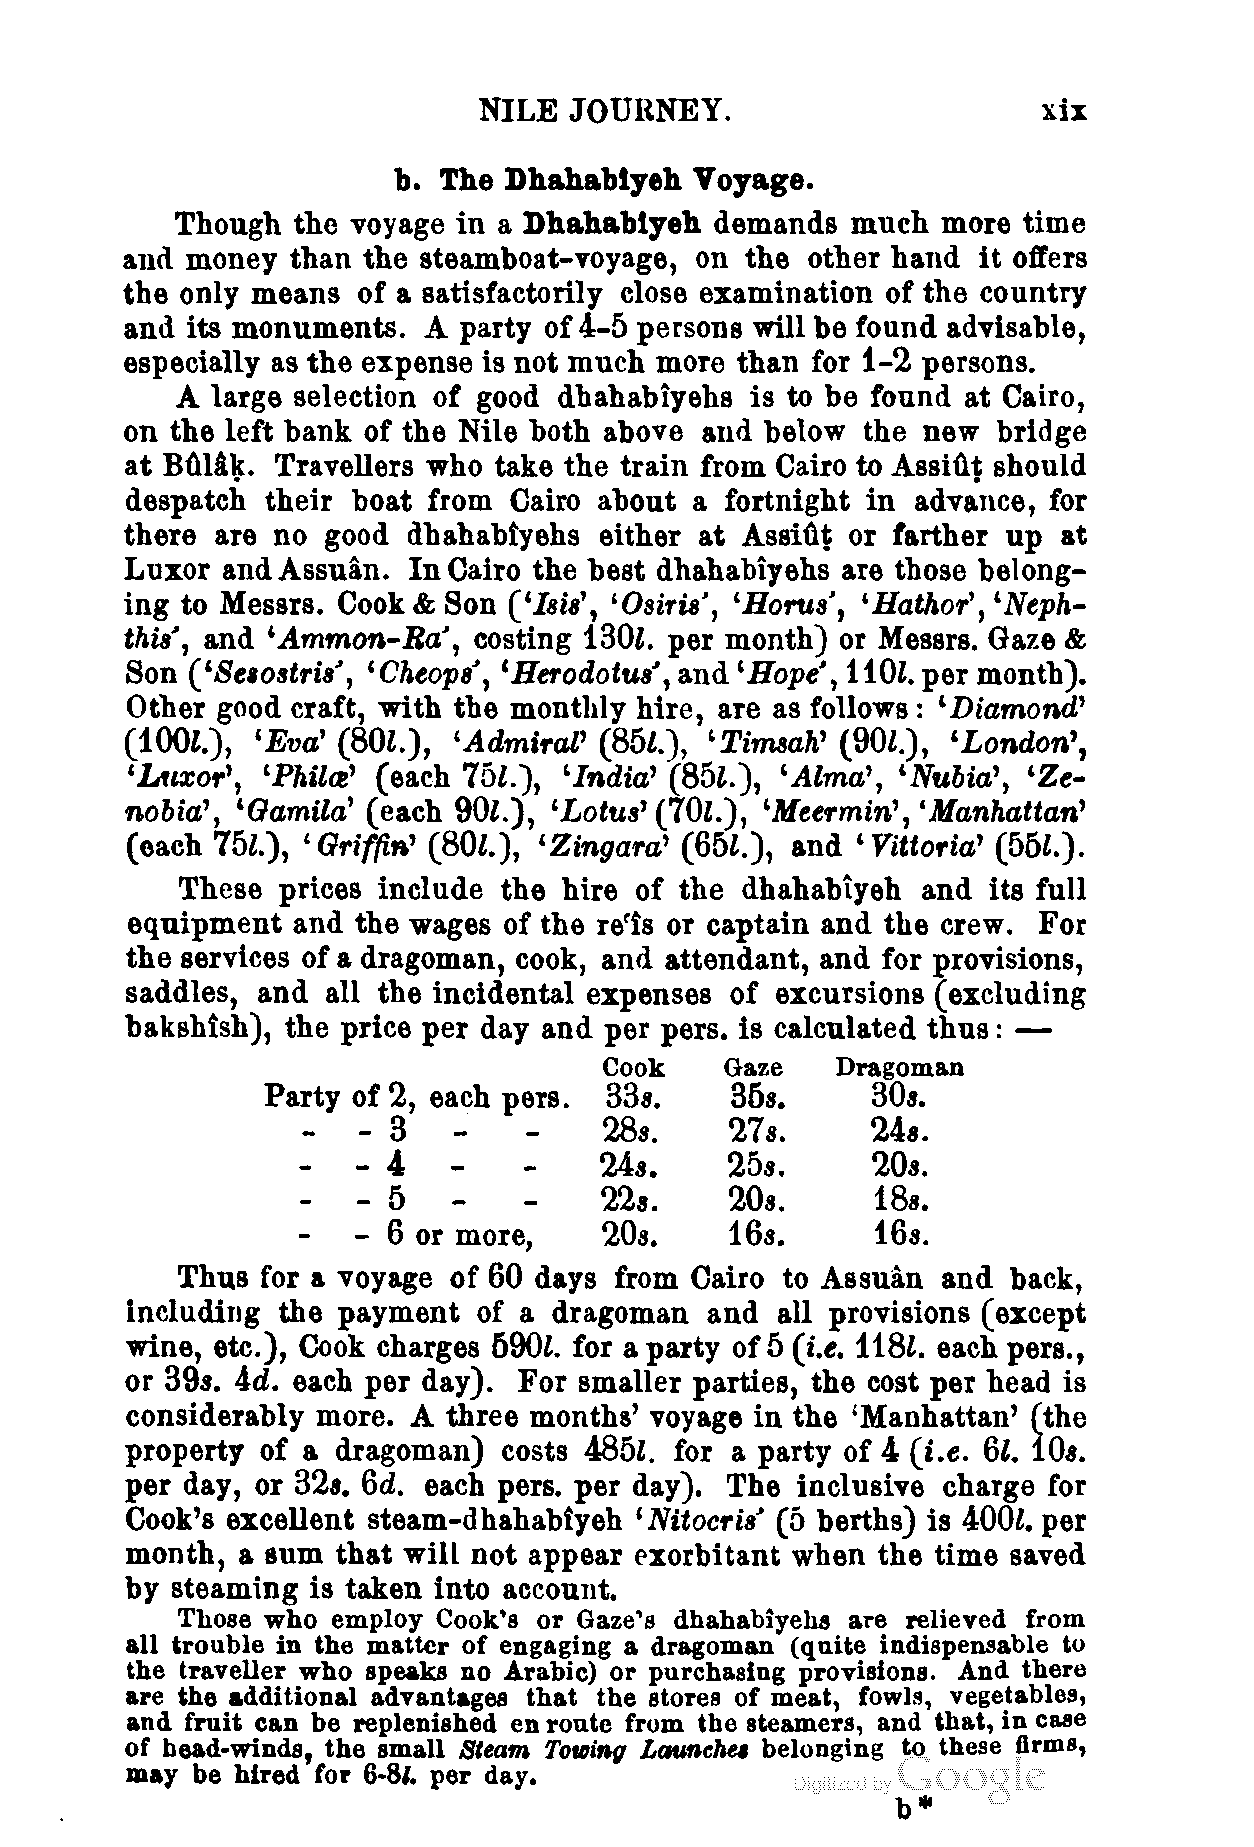 NILE JOURNEY. xix
b. The Dhahabîyeh Voyage.
Though the voyage in a Dhahabîyeh demands much more time
and money than the steamboat-voyage, on the other hand it offers
the only means of a satisfactorily close examination of the country
and its monuments. A party of 4-5 persons will be found advisable,
especially as the expense is not much more than for 1-2 persons.
A large selection of good dhahabîyehs is to be found at Cairo,
on the left bank of the Nile both above and below the new bridge
at Bûlâḳ. Travellers who take the train from Cairo to Assiûṭ should
despatch their boat from Cairo about a fortnight in advance, for
there are no good dhahabîyehs either at Assiûṭ or farther up at
Luxor and Assuân. In Cairo the best dhahabîyehs are those belong-
ing to Messrs. Cook & Son ('Isis', 'Osiris', 'Horus', 'Hathor', 'Neph-
this', and 'Ammon-Ra', costing 130l. per month) or Messrs. Gaze &
Son ('Sesostris', 'Cheops', 'Herodotus', and 'Hope', 110l. per month).
Other good craft, with the monthly hire, are as follows: 'Diamond'
(100l.), 'Eva' (80l.), 'Admiral' (85l.), 'Timsah' (90l.), 'London',
'Luxor', 'Philæ' (each 75l.), 'India' (85l.), 'Alma', 'Nubia', 'Ze-
nobia', 'Gamila' (each 90l.), 'Lotus' (70l.), 'Meermin', 'Manhattan'
(each 75l.), 'Griffin' (80l.), 'Zingara' (65l.), and 'Vittoria' (55l.).
These prices include the hire of the dhahabîyeh and its full
equipment and the wages of the reʿîs or captain and the crew. For
the services of a dragoman, cook, and attendant, and for provisions,
saddles, and all the incidental expenses of excursions (excluding
bakshîsh), the price per day and per pers. is calculated thus: —
Cook Gaze Dragoman
Party of 2, each pers. 33s. 35s. 30s.
- - 3 - - 28s. 27s. 24s.
- - 4 - - 24s. 25s. 20s.
- - 5 - - 22s. 20s. 18s.
- - 6 or more, 20s. 16s. 16s.
Thus for a voyage of 60 days from Cairo to Assuân and back,
including the payment of a dragoman and all provisions (except
wine, etc.), Cook charges 590l. for a party of 5 (i.e. 118l. each pers.,
or 39s. 4d. each per day). For smaller parties, the cost per head is
considerably more. A three months' voyage in the 'Manhattan' (the
property of a dragoman) costs 485l. for a party of 4 (i.e. 6l. 10s.
per day, or 32s. 6d. each pers. per day). The inclusive charge for
Cook's excellent steam-dhahabîyeh 'Nitocris' (5 berths) is 400l. per
month, a sum that will not appear exorbitant when the time saved
by steaming is taken into account.
Those who employ Cook's or Gaze's dhahabîyehs are relieved from
all trouble in the matter of engaging a dragoman (quite indispensable to
the traveller who speaks no Arabic) or purchasing provisions. And there
are the additional advantages that the stores of meat, fowls, vegetables,
and fruit can be replenished en route from the steamers, and that, in case
of head-winds, the small Steam Towing Launches belonging to these firms,
may be hired for 6-8l. per day.
Digitized by Google
b*